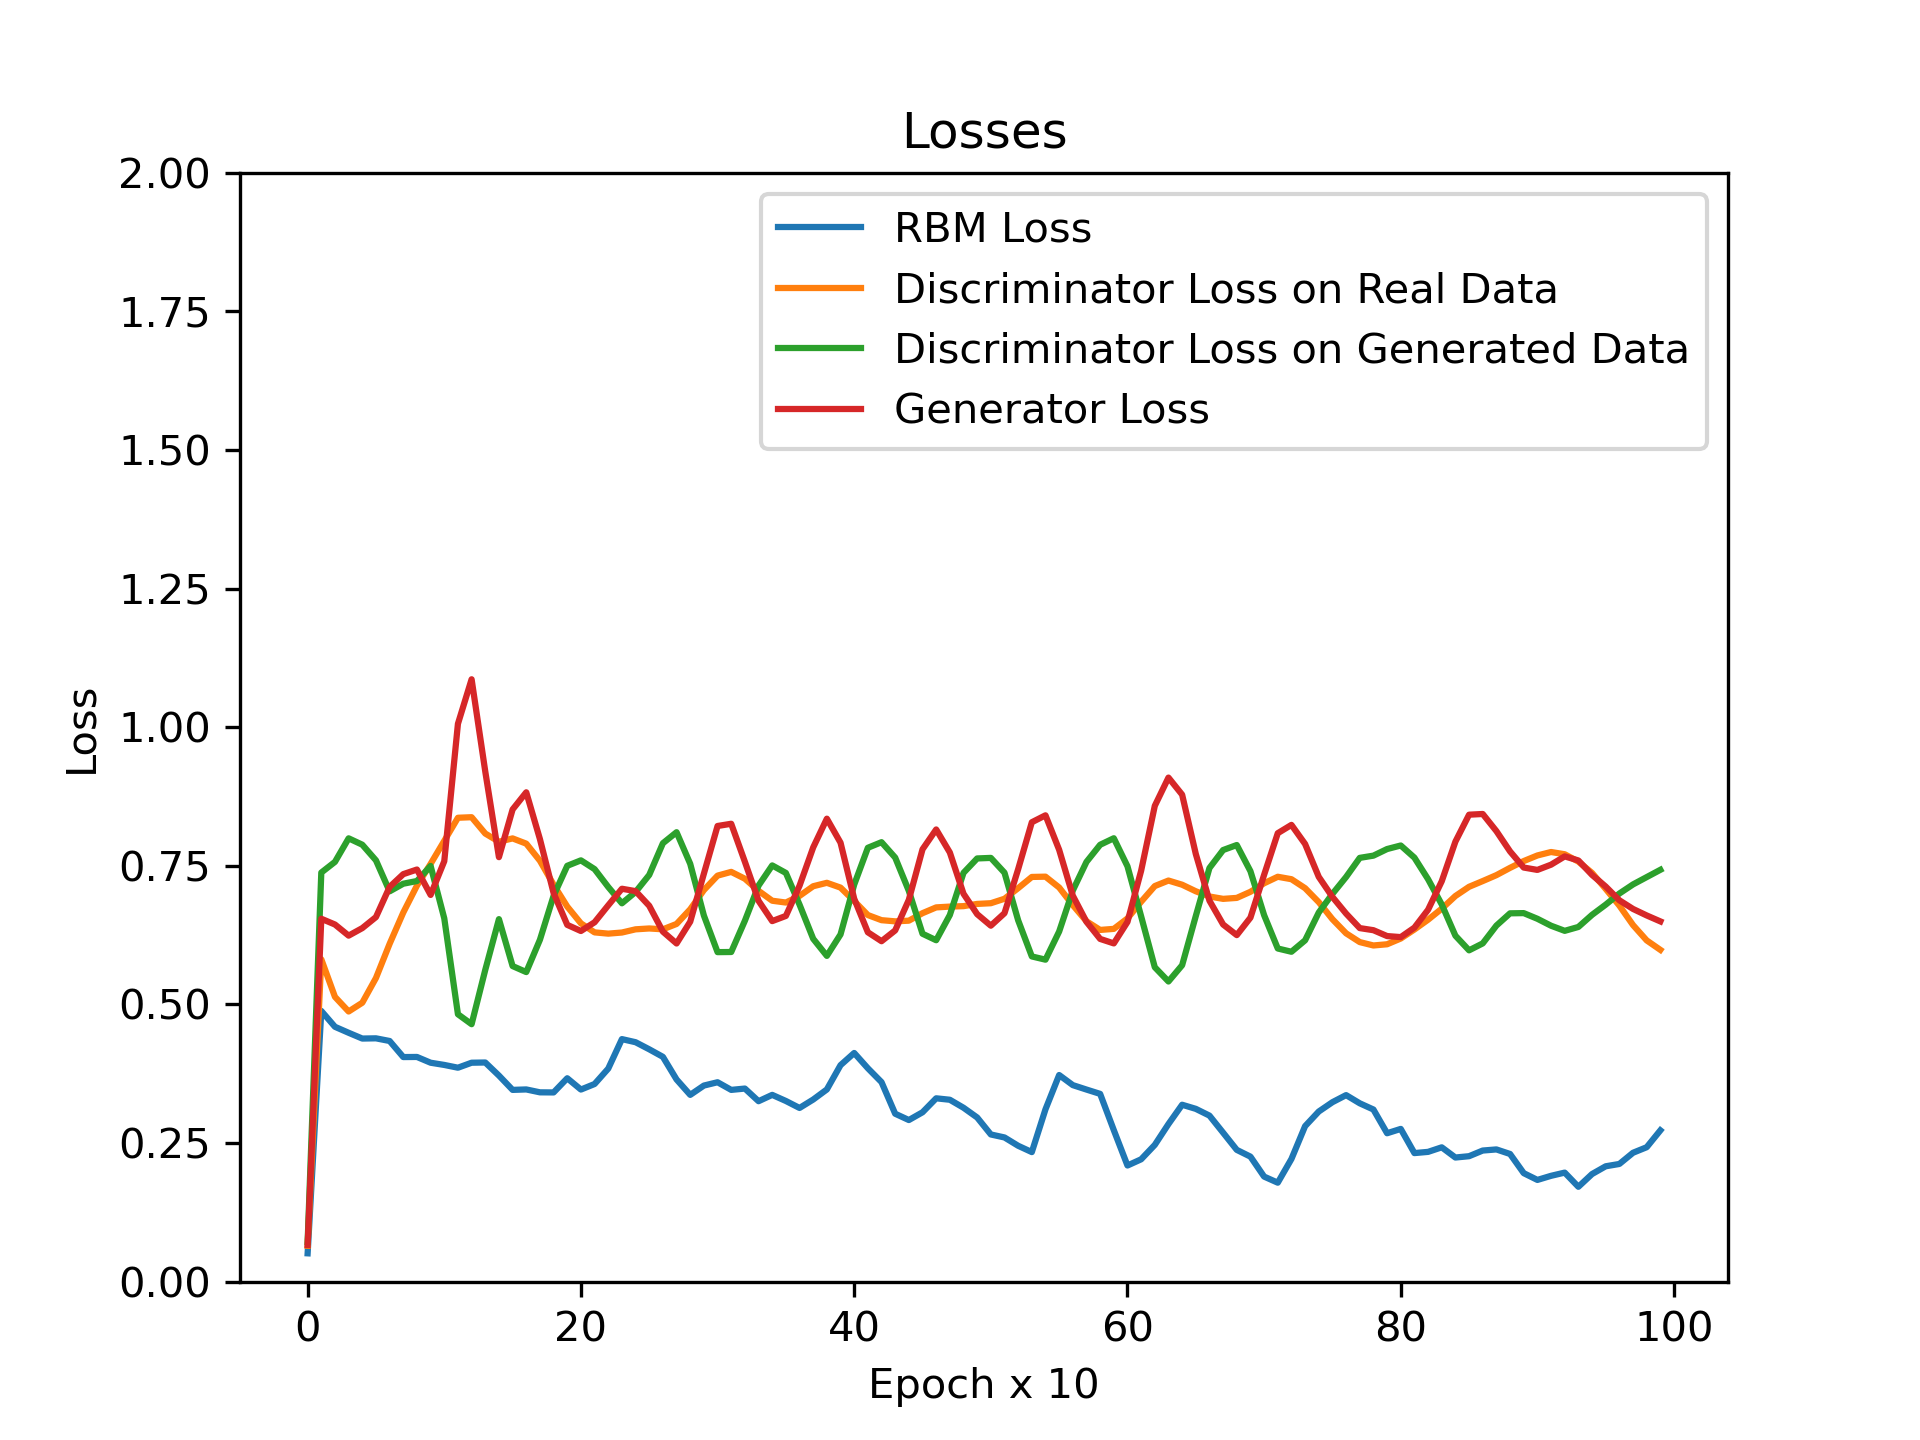 Losses
2.00
1.75
1.50
1.25
1.00
0.75
0.50
0.25
0.00
Loss
RBM Loss
Discriminator Loss on Real Data
Discriminator Loss on Generated Data
Generator Loss
0 20 40 60 80 100
Epoch x 10